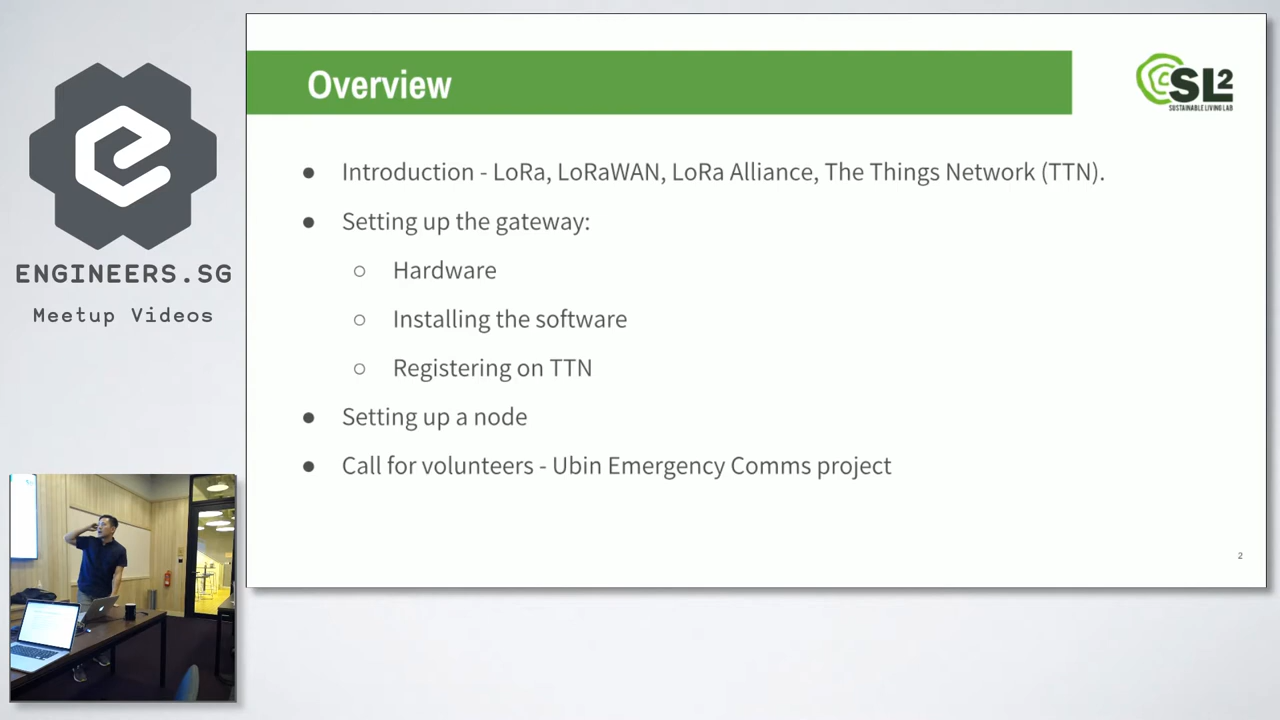 ENGINEERS.SG
Meetup Videos
Overview
SL2
SUSTAINABLE LIVING LAB
● Introduction - LoRa, LoRaWAN, LoRa Alliance, The Things Network (TTN).
● Setting up the gateway:
○ Hardware
○ Installing the software
○ Registering on TTN
● Setting up a node
● Call for volunteers - Ubin Emergency Comms project
2